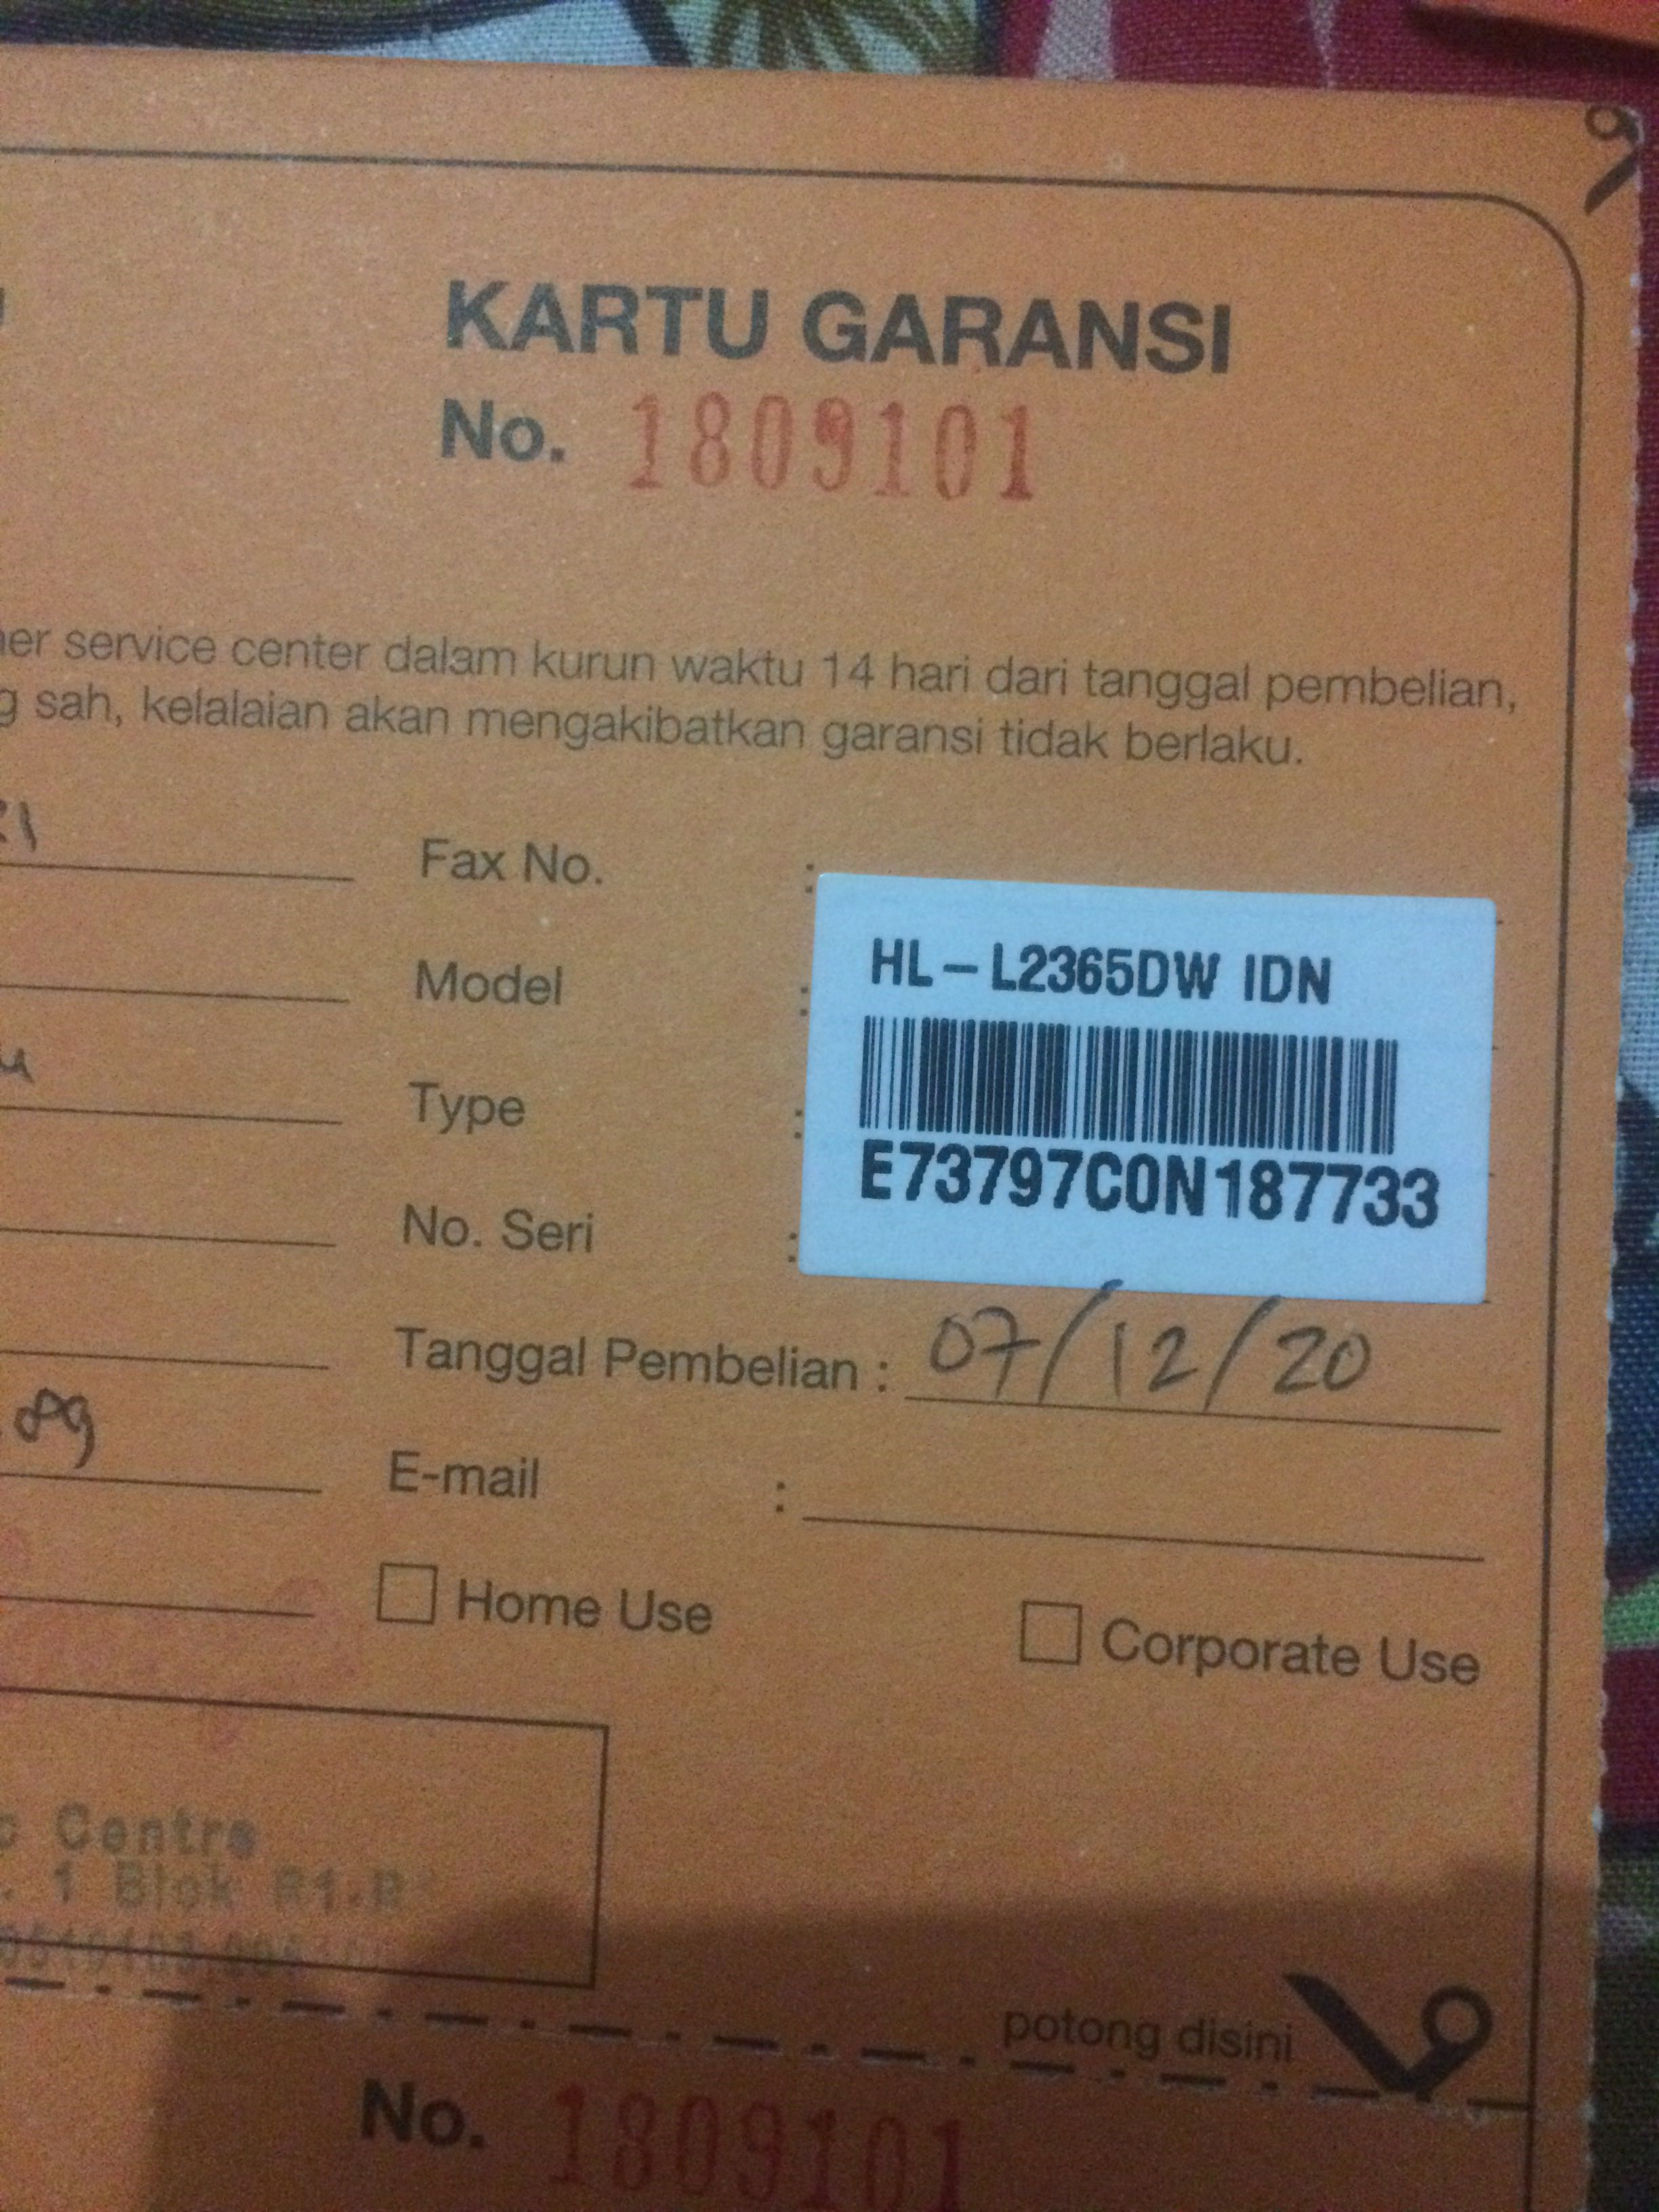 KARTU GARANSI
No. 1809101
service center dalam kurun waktu 14 hari dari tanggal pembelian,
sah, kelalaian akan mengakibatkan garansi tidak berlaku.
Fax No. :
Model :
Type :
No. Seri :
HL-L2365DW IDN
E73797C0N187733
Tanggal Pembelian : 07/12/20
89
E-mail :
Home Use
Corporate Use
Centre
1 Blok
potong disini
No. 1809101